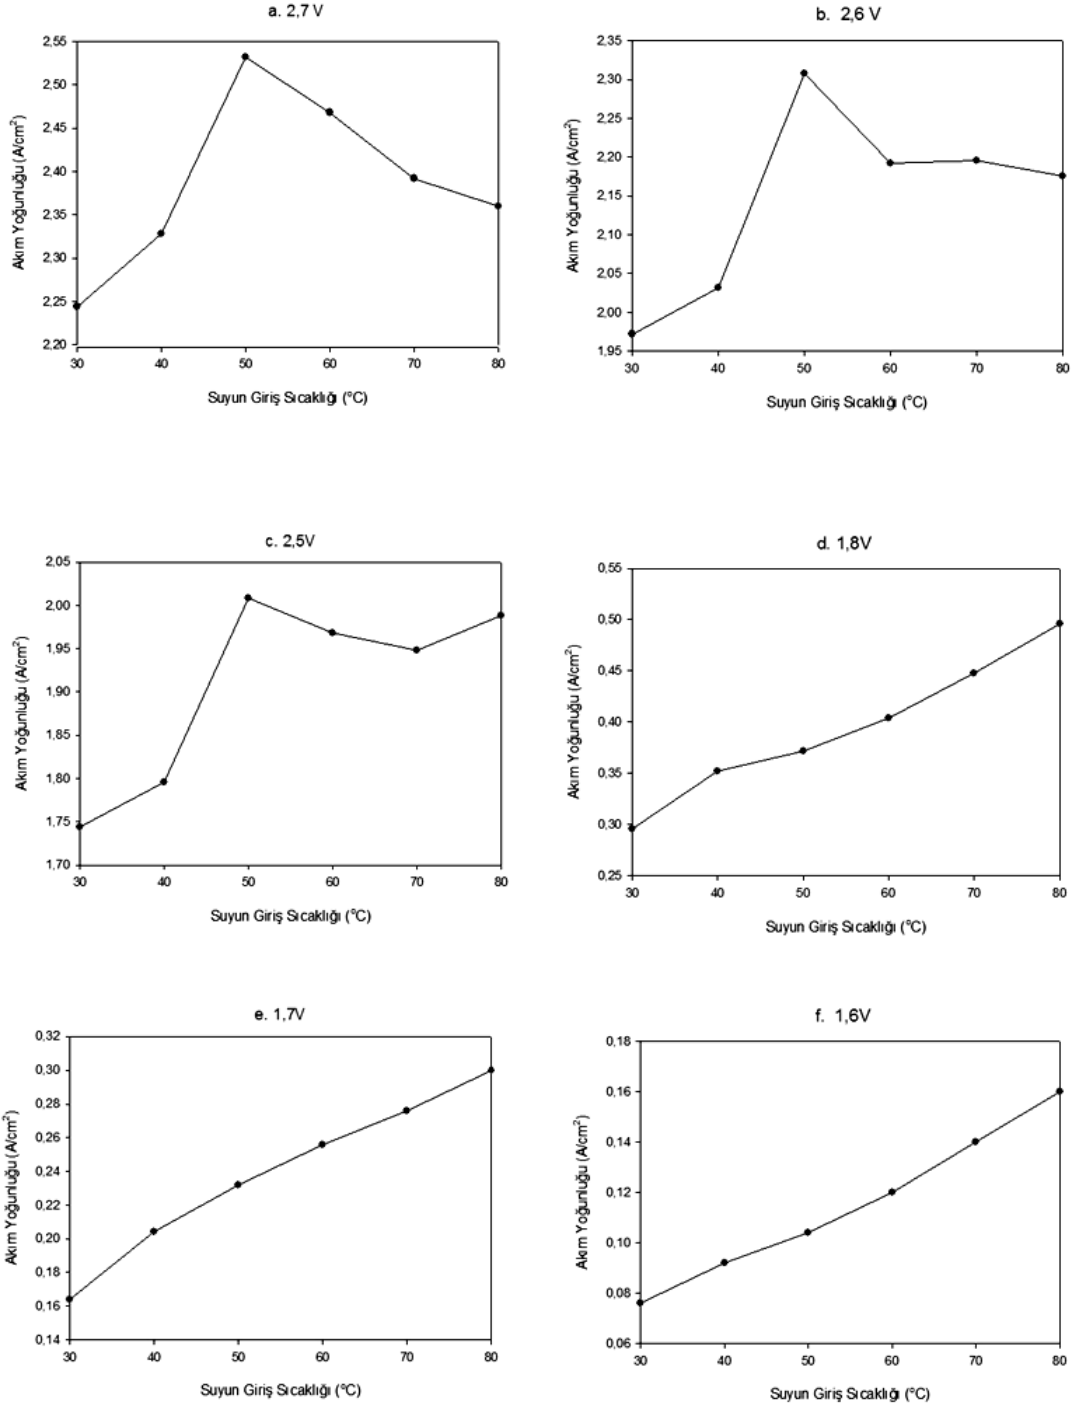 a. 2,7 V
2,55
2,50
2,45
2,40
2,35
2,30
2,25
2,20
Akım Yoğunluğu (A/cm²)
30 40 50 60 70 80
Suyun Giriş Sıcaklığı (°C)
b. 2,6 V
2,35
2,30
2,25
2,20
2,15
2,10
2,05
2,00
1,95
Akım Yoğunluğu (A/cm²)
30 40 50 60 70 80
Suyun Giriş Sıcaklığı (°C)
c. 2,5V
2,05
2,00
1,95
1,90
1,85
1,80
1,75
1,70
Akım Yoğunluğu (A/cm²)
30 40 50 60 70 80
Suyun Giriş Sıcaklığı (°C)
d. 1,8V
0,55
0,50
0,45
0,40
0,35
0,30
0,25
Akım Yoğunluğu (A/cm²)
30 40 50 60 70 80
Suyun Giriş Sıcaklığı (°C)
e. 1,7V
0,32
0,30
0,28
0,26
0,24
0,22
0,20
0,18
0,16
0,14
Akım Yoğunluğu (A/cm²)
30 40 50 60 70 80
Suyun Giriş Sıcaklığı (°C)
f. 1,6V
0,18
0,16
0,14
0,12
0,10
0,08
0,06
Akım Yoğunluğu (A/cm²)
30 40 50 60 70 80
Suyun Giriş Sıcaklığı (°C)